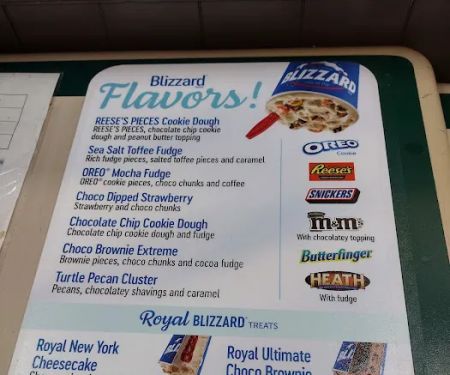 Blizzard
Flavors!
BLIZZARD
REESE'S PIECES Cookie Dough
REESE'S PIECES, chocolate chip cookie
dough and peanut butter topping
Sea Salt Toffee Fudge
Rich fudge pieces, salted toffee pieces and caramel
OREO® Mocha Fudge
OREO® cookie pieces, choco chunks and coffee
Choco Dipped Strawberry
Strawberry and choco chunks
Chocolate Chip Cookie Dough
Chocolate chip cookie dough and fudge
Choco Brownie Extreme
Brownie pieces, choco chunks and cocoa fudge
Turtle Pecan Cluster
Pecans, chocolatey shavings and caramel
OREO
Cookie
Reese's
SNICKERS
m&m's
With chocolatey topping
Butterfinger
HEATH
With fudge
Royal BLIZZARD® TREATS
Royal New York
Cheesecake
Royal Ultimate
Choco Brownie